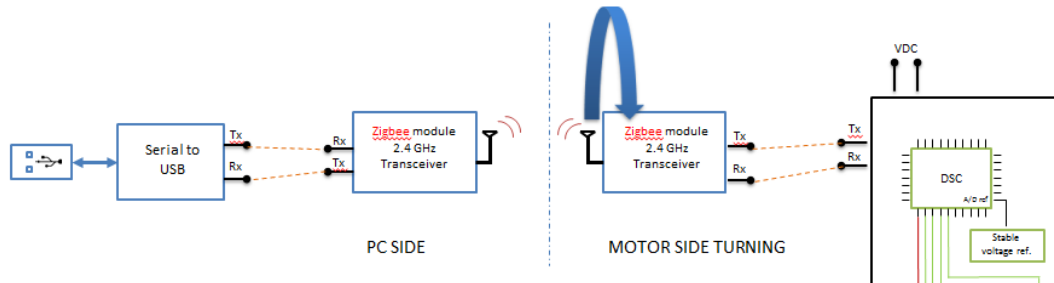 Serial to
USB
Tx
Rx
Rx
Tx
Zigbee module
2.4 GHz
Transceiver
PC SIDE
Zigbee module
2.4 GHz
Transceiver
Tx
Rx
MOTOR SIDE TURNING
Tx
Rx
VDC
DSC
A/D ref
Stable
voltage ref.